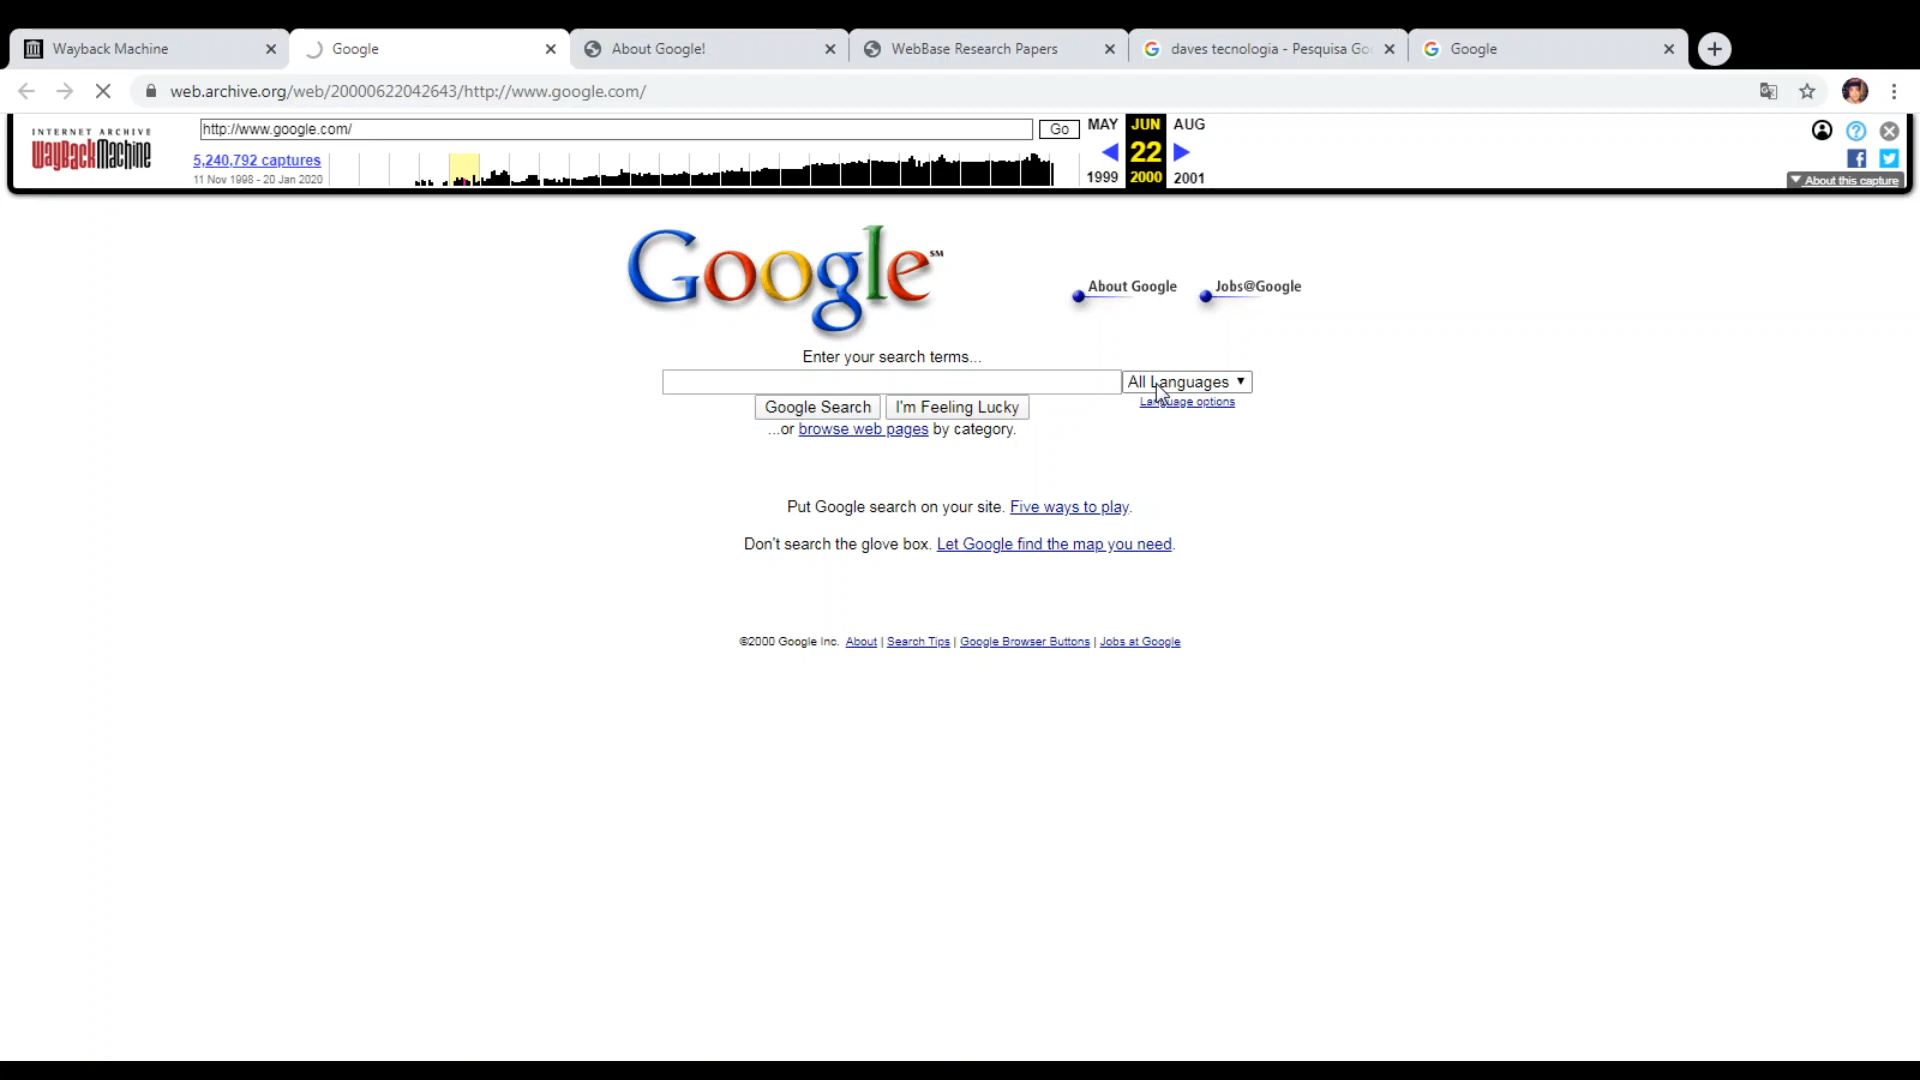 Wayback Machine
Google
About Google!
WebBase Research Papers
daves tecnologia - Pesquisa Go
Google
web.archive.org/web/20000622042643/http://www.google.com/
INTERNET ARCHIVE
WayBackMachine
http://www.google.com/
Go
5,240,792 captures
11 Nov 1998 - 20 Jan 2020
MAY JUN AUG
22
1999 2000 2001
About this capture
Google SM
About Google
Jobs@Google
Enter your search terms...
All Languages
Google Search
I'm Feeling Lucky
Language options
...or browse web pages by category.
Put Google search on your site. Five ways to play.
Don't search the glove box. Let Google find the map you need.
©2000 Google Inc. About | Search Tips | Google Browser Buttons | Jobs at Google